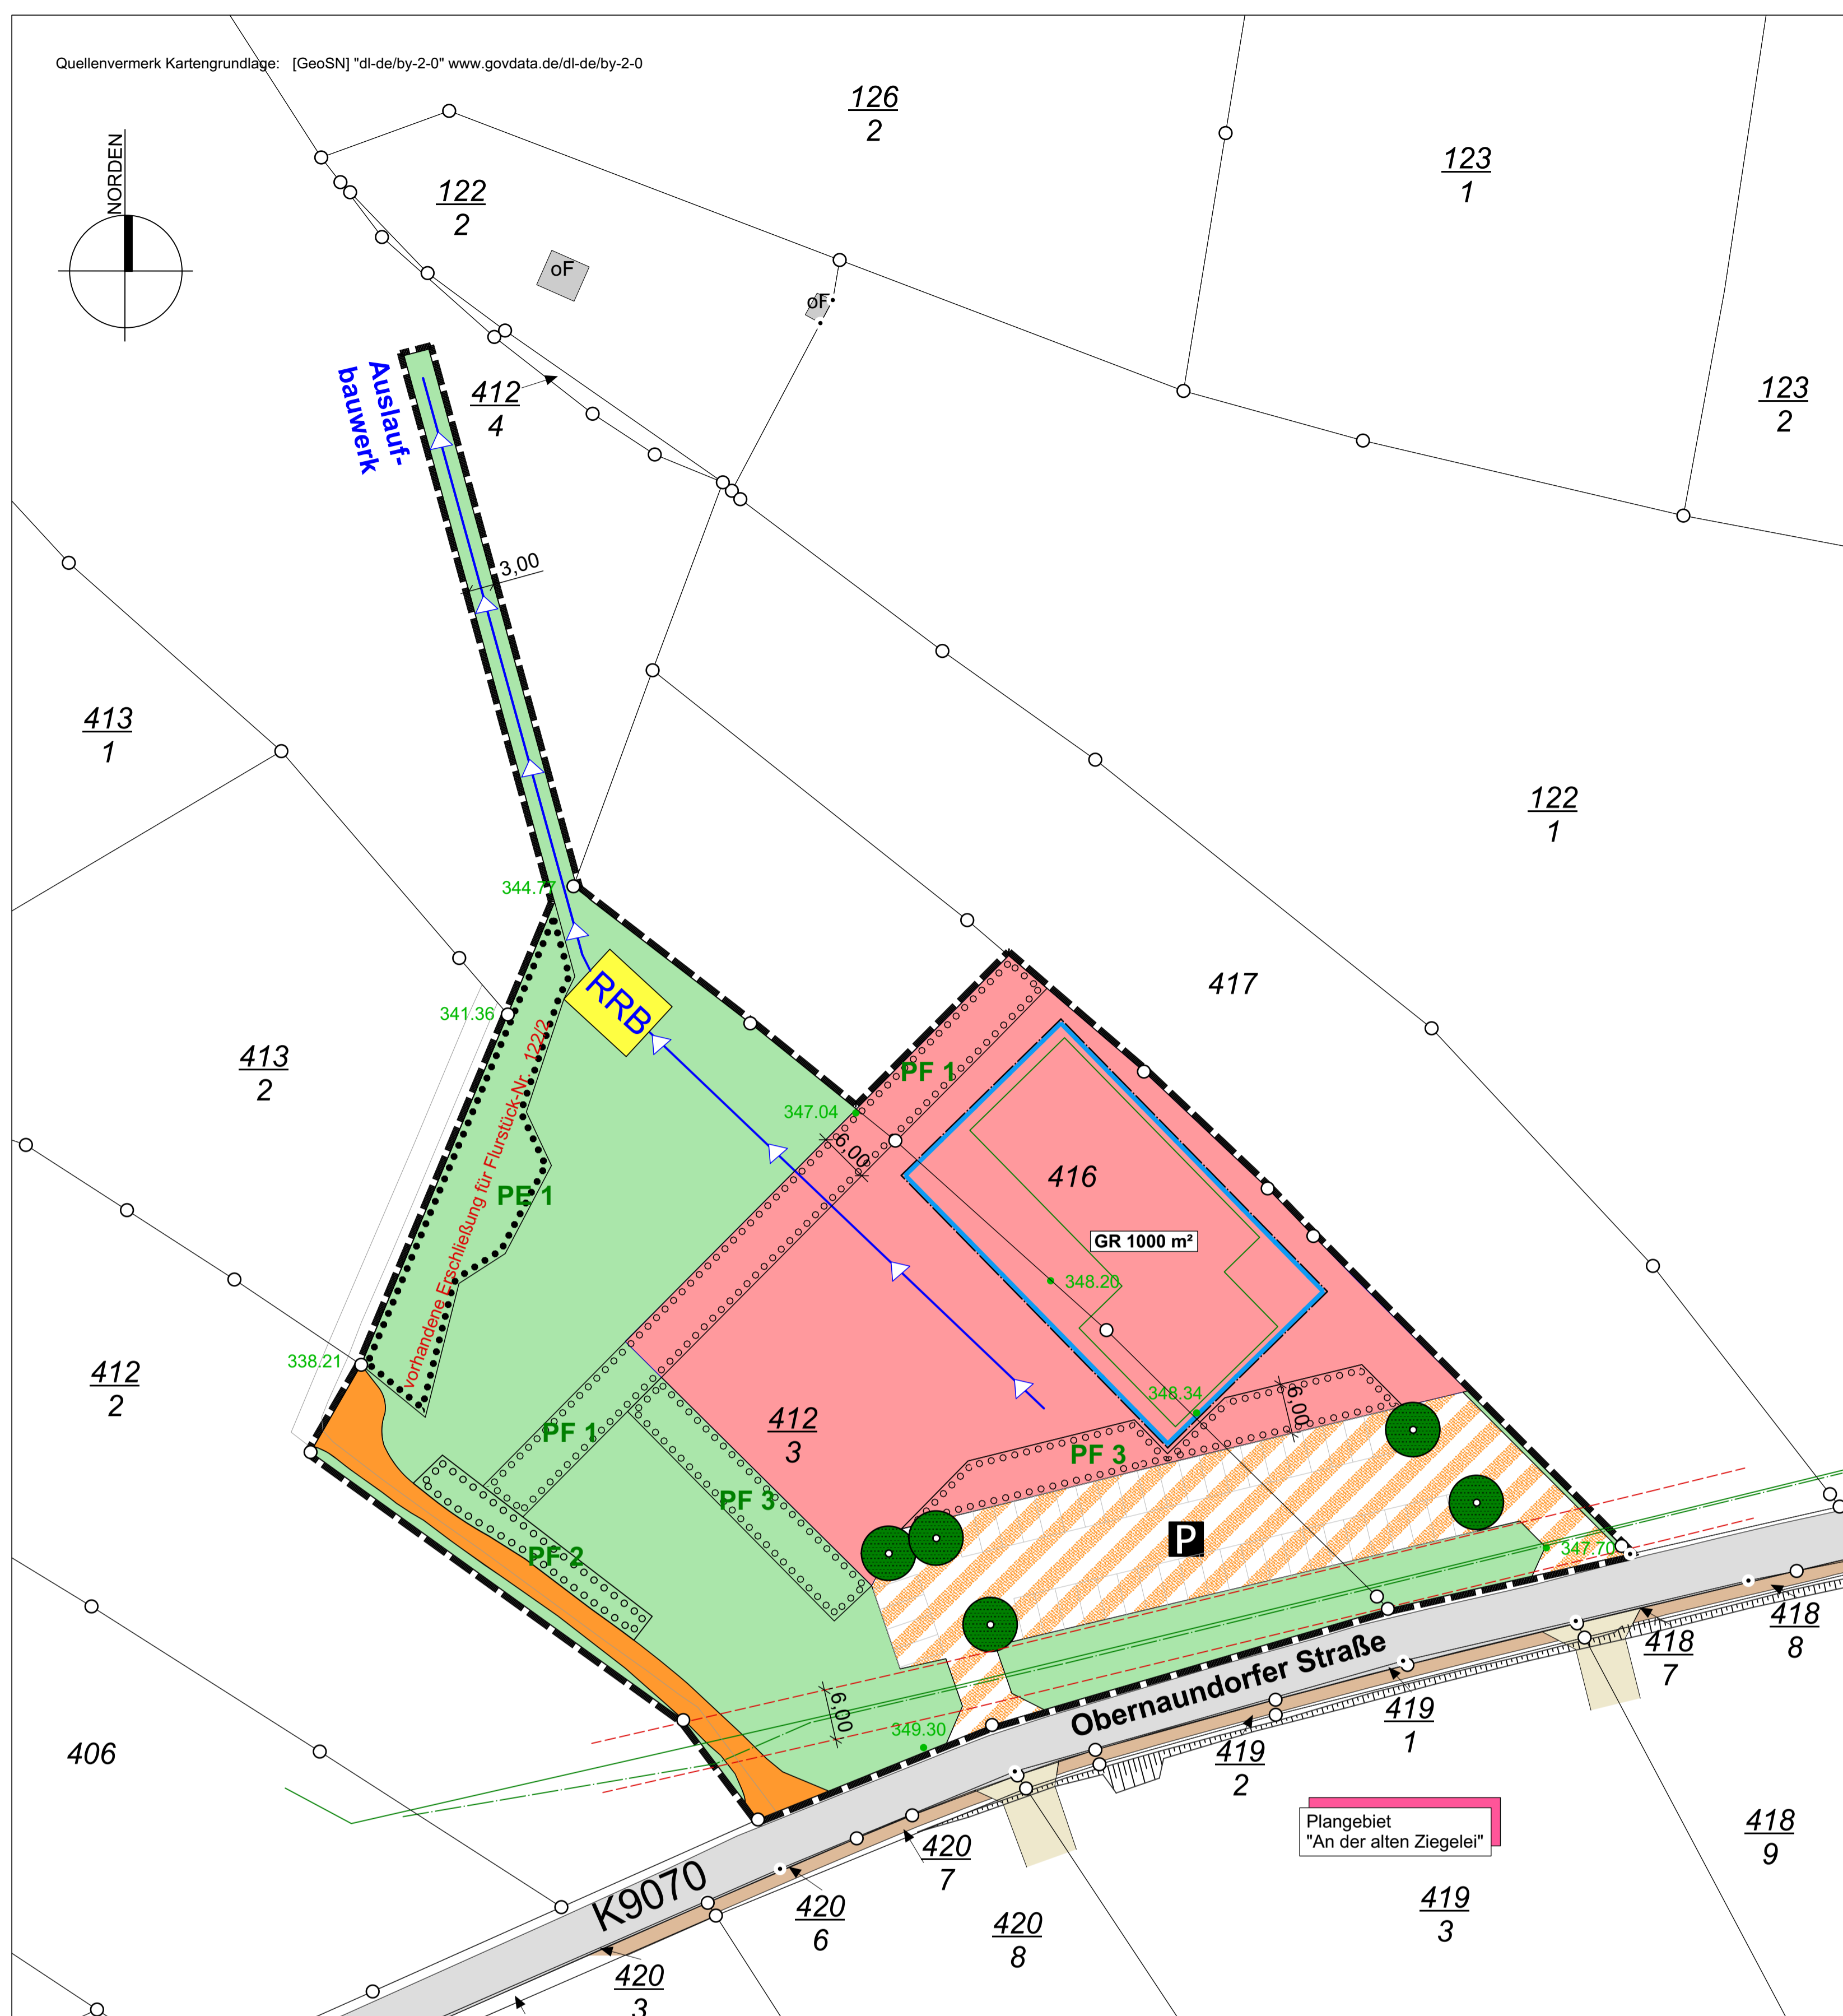 Quellenvermerk Kartengrundlage: [GeoSN] "dl-de/by-2-0" www.govdata.de/dl-de/by-2-0
NORDEN
126
2
123
1
122
2
oF
oF
Auslauf-
bauwerk
412
4
123
2
3,00
413
1
122
1
344.77
417
RRB
341.36
413
2
PF 1
347.04
6,00
vorhandene Erschließung für Flurstück-Nr. 122/2
PE 1
416
GR 1000 m²
348.20
338.21
412
2
348.34
6,00
412
3
PF 1
PF 3
PF 3
P
PF 2
347.70
418
8
418
7
Obernaundorfer Straße
419
1
6,00
349.30
406
419
2
Plangebiet
"An der alten Ziegelei"
418
9
420
7
K9070
420
6
420
8
419
3
420
3